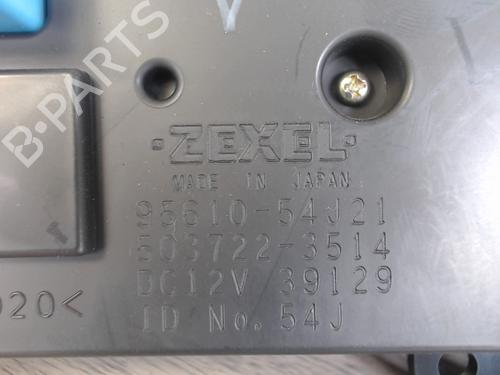 B-PARTS
·ZEXEL·
MADE IN JAPAN
95610-54J21
503722-3514
DC12V 39129
ID No. 54J
020<